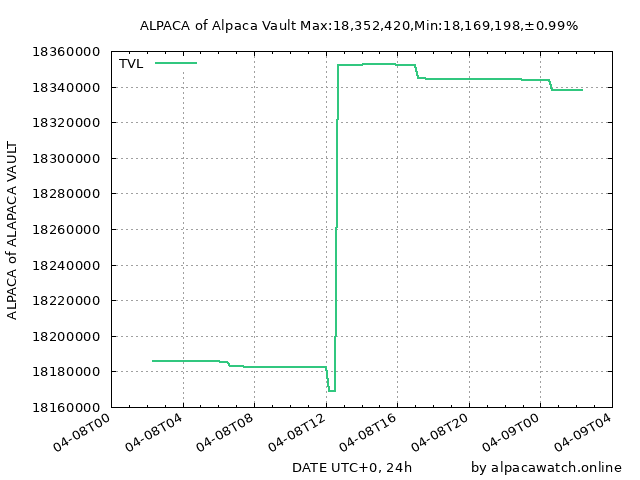 ALPACA of Alpaca Vault Max:18,352,420,Min:18,169,198,±0.99%
TVL
ALPACA of ALAPACA VAULT
18360000
18340000
18320000
18300000
18280000
18260000
18240000
18220000
18200000
18180000
18160000
04-08T00
04-08T04
04-08T08
04-08T12
04-08T16
04-08T20
04-09T00
04-09T04
DATE UTC+0, 24h
by alpacawatch.online